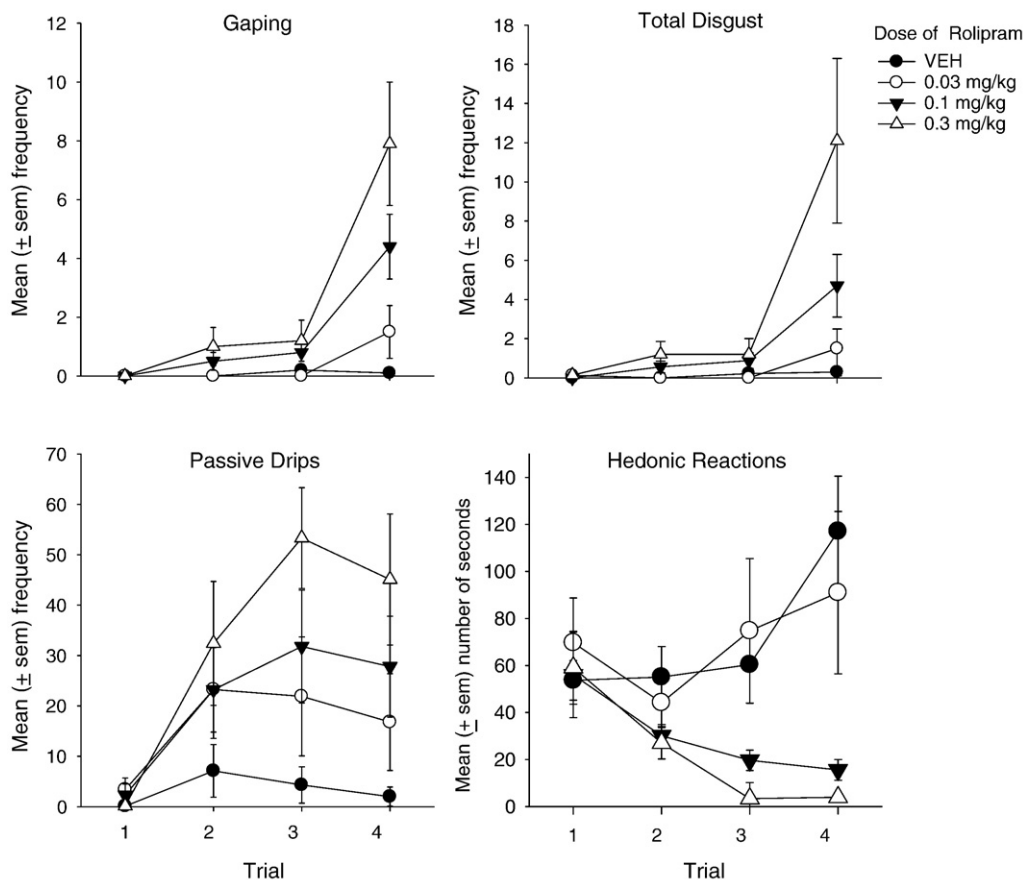 Gaping
12
10
8
6
4
2
0
Mean (± sem) frequency
Total Disgust
18
16
14
12
10
8
6
4
2
0
Mean (± sem) frequency
Dose of Rolipram
VEH
0.03 mg/kg
0.1 mg/kg
0.3 mg/kg
Passive Drips
70
60
50
40
30
20
10
0
Mean (± sem) frequency
1 2 3 4
Trial
Hedonic Reactions
140
120
100
80
60
40
20
0
Mean (± sem) number of seconds
1 2 3 4
Trial